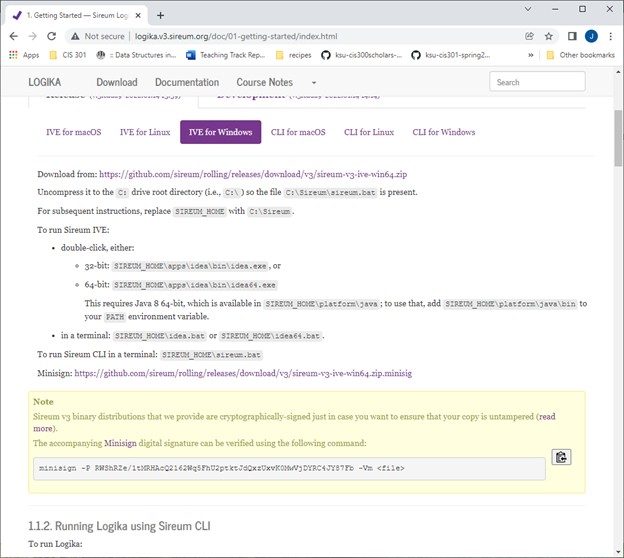 1. Getting Started — Sireum Log
Not secure | logika.v3.sireum.org/doc/01-getting-started/index.html
J
Apps CIS 301 :: Data Structures in... Teaching Track Rep... recipes ksu-cis300scholars-... ksu-cis301-spring2... » Other bookmarks
LOGIKA Download Documentation Course Notes Search
IVE for macOS IVE for Linux IVE for Windows CLI for macOS CLI for Linux CLI for Windows
Download from: https://github.com/sireum/rolling/releases/download/v3/sireum-v3-ive-win64.zip
Uncompress it to the C: drive root directory (i.e., C:\) so the file C:\Sireum\sireum.bat is present.
For subsequent instructions, replace SIREUM_HOME with C:\Sireum.
To run Sireum IVE:
• double-click, either:
◦ 32-bit: SIREUM_HOME\apps\idea\bin\idea.exe, or
◦ 64-bit: SIREUM_HOME\apps\idea\bin\idea64.exe
This requires Java 8 64-bit, which is available in SIREUM_HOME\platform\java; to use that, add SIREUM_HOME\platform\java\bin to
your PATH environment variable.
• in a terminal: SIREUM_HOME\idea.bat or SIREUM_HOME\idea64.bat.
To run Sireum CLI in a terminal: SIREUM_HOME\sireum.bat
Minisign: https://github.com/sireum/rolling/releases/download/v3/sireum-v3-ive-win64.zip.minisig
Note
Sireum v3 binary distributions that we provide are cryptographically-signed just in case you want to ensure that your copy is untampered (read
more).
The accompanying Minisign digital signature can be verified using the following command:
minisign -P RWShRZe/1tMRHAcQ2162Wq5FhU2ptktJdQxzUxvK0MwVjDYRC4JY87Fb -Vm <file>
1.1.2. Running Logika using Sireum CLI
To run Logika: